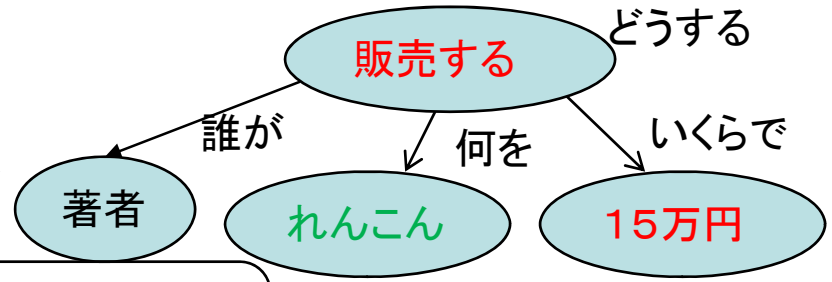 どうする
販売する
誰が
何を
いくらで
著者
れんこん
１５万円